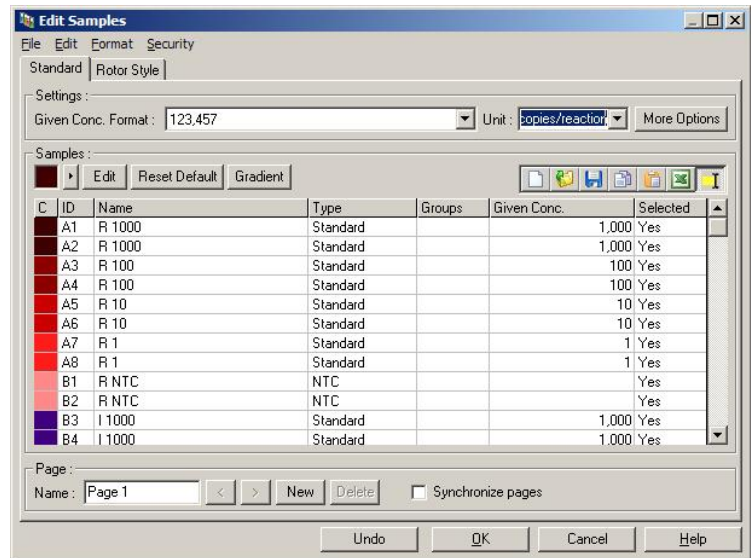 Edit Samples
File Edit Format Security
Standard Rotor Style
Settings :
Given Conc. Format : 123,457 Unit : copies/reaction More Options
Samples :
Edit Reset Default Gradient
C ID Name Type Groups Given Conc. Selected
A1 R 1000 Standard 1,000 Yes
A2 R 1000 Standard 1,000 Yes
A3 R 100 Standard 100 Yes
A4 R 100 Standard 100 Yes
A5 R 10 Standard 10 Yes
A6 R 10 Standard 10 Yes
A7 R 1 Standard 1 Yes
A8 R 1 Standard 1 Yes
B1 R NTC NTC Yes
B2 R NTC NTC Yes
B3 I 1000 Standard 1,000 Yes
B4 I 1000 Standard 1,000 Yes
Page :
Name : Page 1 < > New Delete Synchronize pages
Undo OK Cancel Help